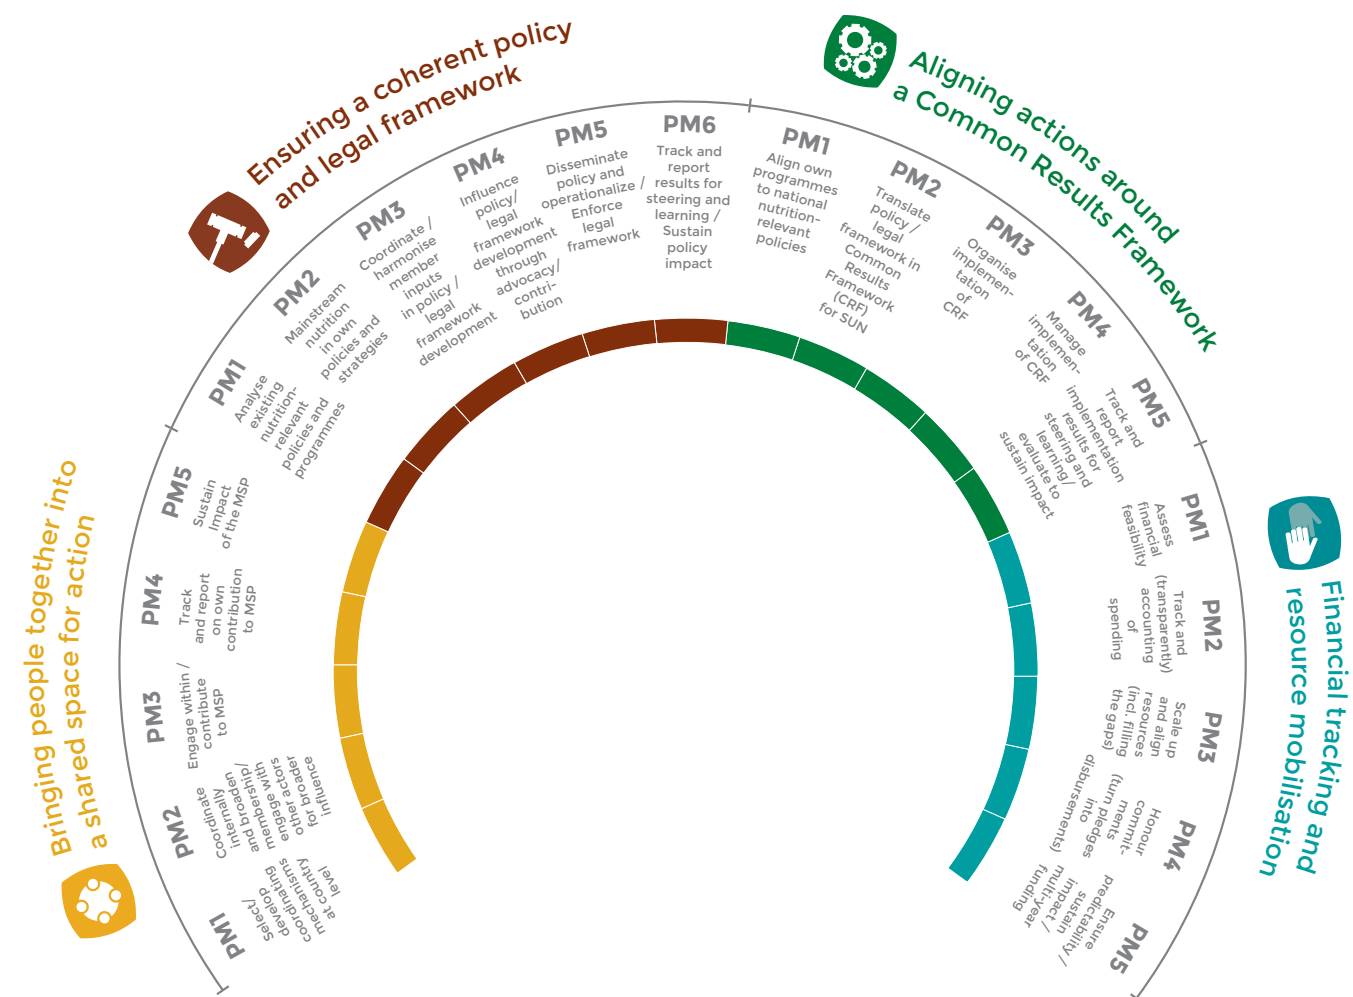 Bringing people together into
a shared space for action
PM1
Select/
develop
coordinating
mechanisms
at country
level
PM2
Coordinate
internally
and broaden
membership/
engage with
other actors
for broader
influence
PM3
Engage within /
contribute
to MSP
PM4
Track
and report
on own
contribution
to MSP
PM5
Sustain
Impact
of the MSP
Ensuring a coherent policy
and legal framework
PM1
Analyse
existing
nutrition-
relevant
policies and
programmes
PM2
Mainstream
nutrition
in own
policies and
strategies
PM3
Coordinate /
harmonise
member
inputs
in policy /
legal
framework
development
PM4
Influence
policy/
legal
framework
development
through
advocacy/
contri-
bution
PM5
Disseminate
policy and
operationalize /
Enforce
legal
framework
PM6
Track and
report
results for
steering and
learning /
Sustain
policy
impact
Aligning actions around
a Common Results Framework
PM1
Align own
programmes
to national
nutrition-
relevant
policies
PM2
Translate
policy /
legal
framework in
Common
Results
Framework
(CRF)
for SUN
PM3
Organise
implemen-
tation
of
CRF
PM4
Manage
implemen-
tation
of CRF
PM5
Track and
report
implementation
results for
steering and
learning/
evaluate to
sustain impact
Financial tracking and
resource mobilisation
PM1
Assess
financial
feasibility
PM2
Track and
(transparently)
accounting
of
spending
PM3
Scale up
and align
resources
(incl. filling
the gaps)
PM4
Honour
commit-
ments
(turn pledges
into
disbursements)
PM5
Ensure
predictability /
sustain
impact /
multi-year
funding